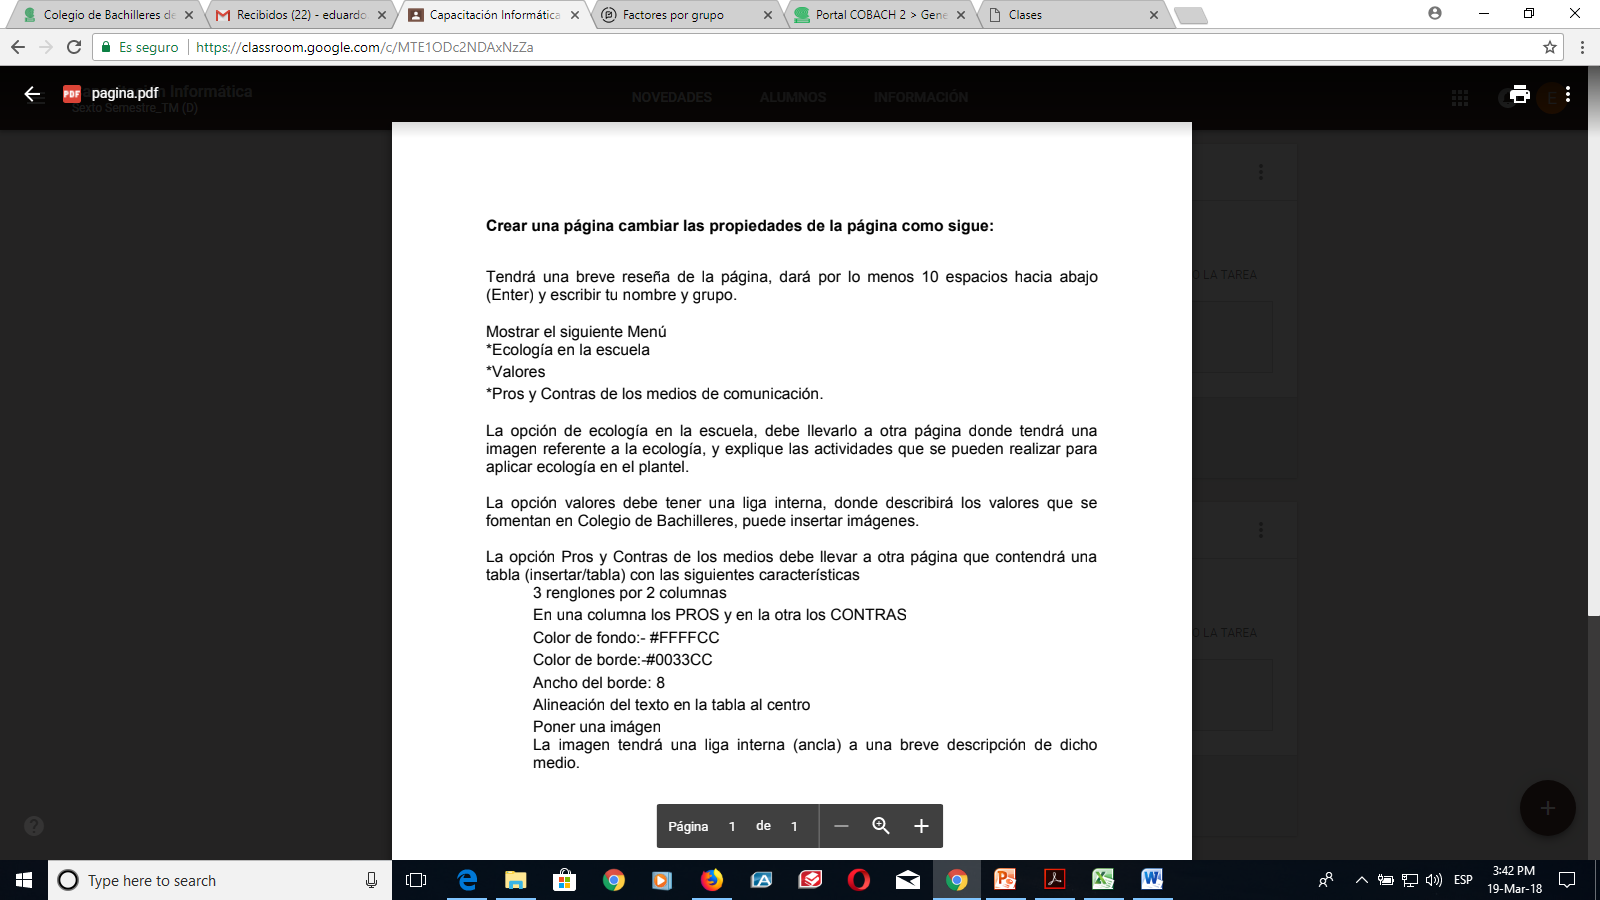 Colegio de Bachilleres de
Recibidos (22) - eduardo
Capacitación Informática
Factores por grupo
Portal COBACH 2 > Gene
Clases
Es seguro
https://classroom.google.com/c/MTE1ODc2NDAxNzZa
PDF
pagina.pdf
Informática
Sexto Semestre_TM (D)
NOVEDADES
ALUMNOS
INFORMACIÓN
E
Crear una página cambiar las propiedades de la página como sigue:
Tendrá una breve reseña de la página, dará por lo menos 10 espacios hacia abajo
(Enter) y escribir tu nombre y grupo.
Mostrar el siguiente Menú
*Ecología en la escuela
*Valores
*Pros y Contras de los medios de comunicación.
La opción de ecología en la escuela, debe llevarlo a otra página donde tendrá una
imagen referente a la ecología, y explique las actividades que se pueden realizar para
aplicar ecología en el plantel.
La opción valores debe tener una liga interna, donde describirá los valores que se
fomentan en Colegio de Bachilleres, puede insertar imágenes.
La opción Pros y Contras de los medios debe llevar a otra página que contendrá una
tabla (insertar/tabla) con las siguientes características
3 renglones por 2 columnas
En una columna los PROS y en la otra los CONTRAS
Color de fondo:- #FFFFCC
Color de borde:-#0033CC
Ancho del borde: 8
Alineación del texto en la tabla al centro
Poner una imágen
La imagen tendrá una liga interna (ancla) a una breve descripción de dicho
medio.
LA TAREA
LA TAREA
Página 1 de 1
Type here to search
ESP
3:42 PM
19-Mar-18